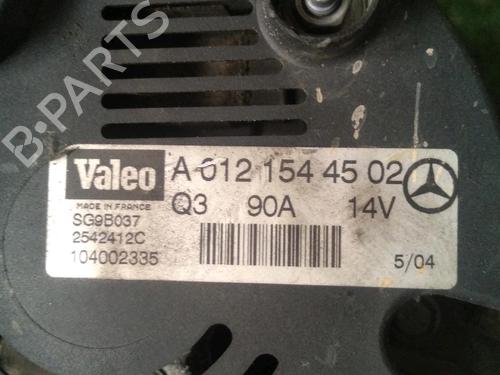 B-PARTS
Valeo
A 012 154 45 02
MADE IN FRANCE
Q3 90A 14V
SG9B037
2542412C
104002335
5/04